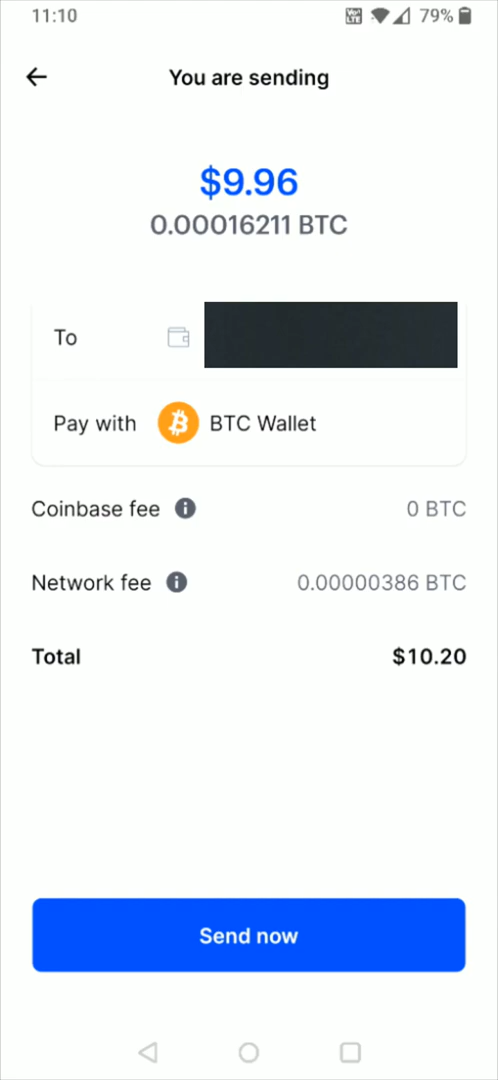 11:10
79%
You are sending
$9.96
0.00016211 BTC
To
Pay with BTC Wallet
Coinbase fee 0 BTC
Network fee 0.00000386 BTC
Total $10.20
Send now